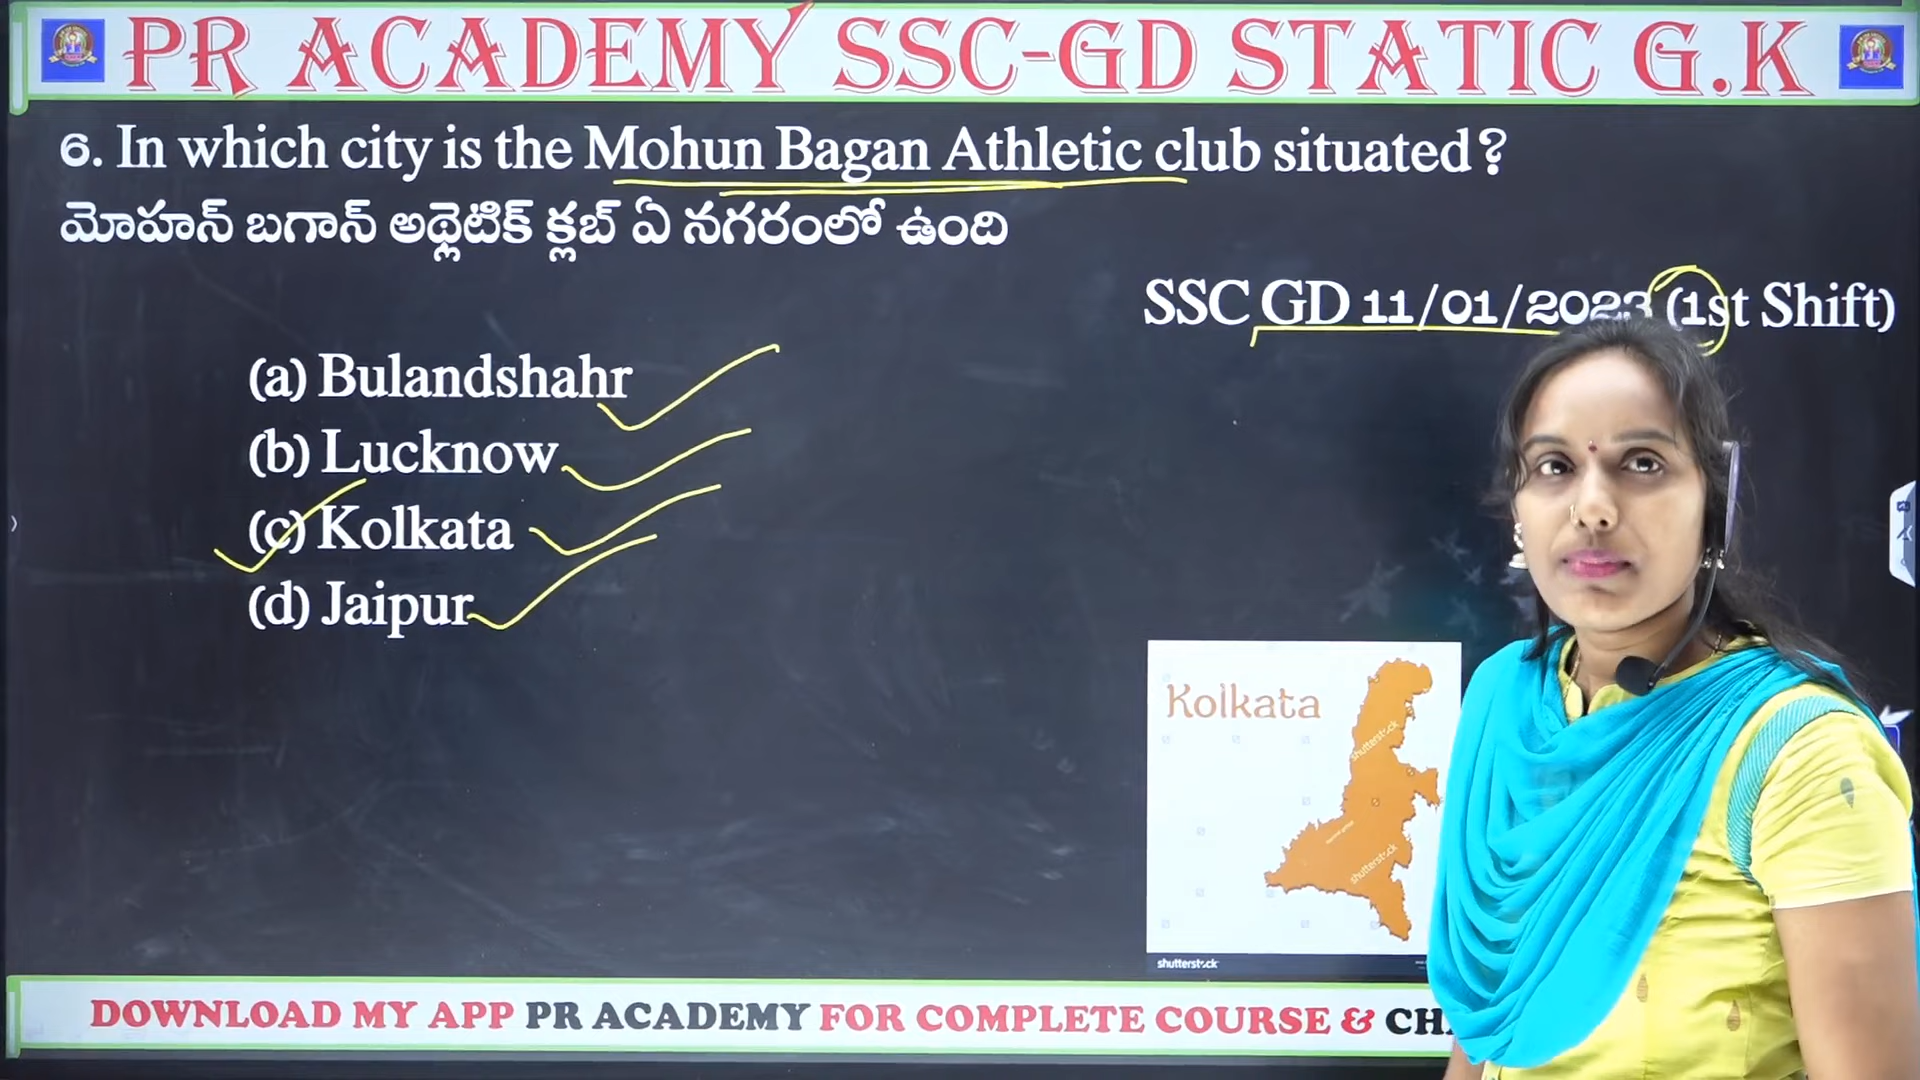 PR ACADEMY SSC-GD STATIC G.K
6. In which city is the Mohun Bagan Athletic club situated?
మోహన్ బగాన్ అథ్లెటిక్ క్లబ్ ఏ నగరంలో ఉంది
SSC GD 11/01/2023 (1st Shift)
(a) Bulandshahr
(b) Lucknow
(c) Kolkata
(d) Jaipur
Kolkata
shutterstock
shutterstock
shutterstock
DOWNLOAD MY APP PR ACADEMY FOR COMPLETE COURSE &